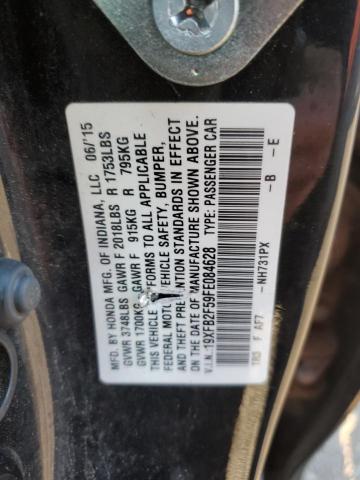 MFD. BY HONDA MFG. OF INDIANA, LLC 06/15
GVWR 3748LBS GAWR F 2018LBS R 1753LBS
GVWR 1700KG GAWR F 915KG R 795KG
THIS VEHICLE CONFORMS TO ALL APPLICABLE
FEDERAL MOTOR VEHICLE SAFETY, BUMPER,
AND THEFT PREVENTION STANDARDS IN EFFECT
ON THE DATE OF MANUFACTURE SHOWN ABOVE.
V.I.N. 19XFB2F59FE084628 TYPE: PASSENGER CAR
-NH731PX -B -E
1R3 F AF7